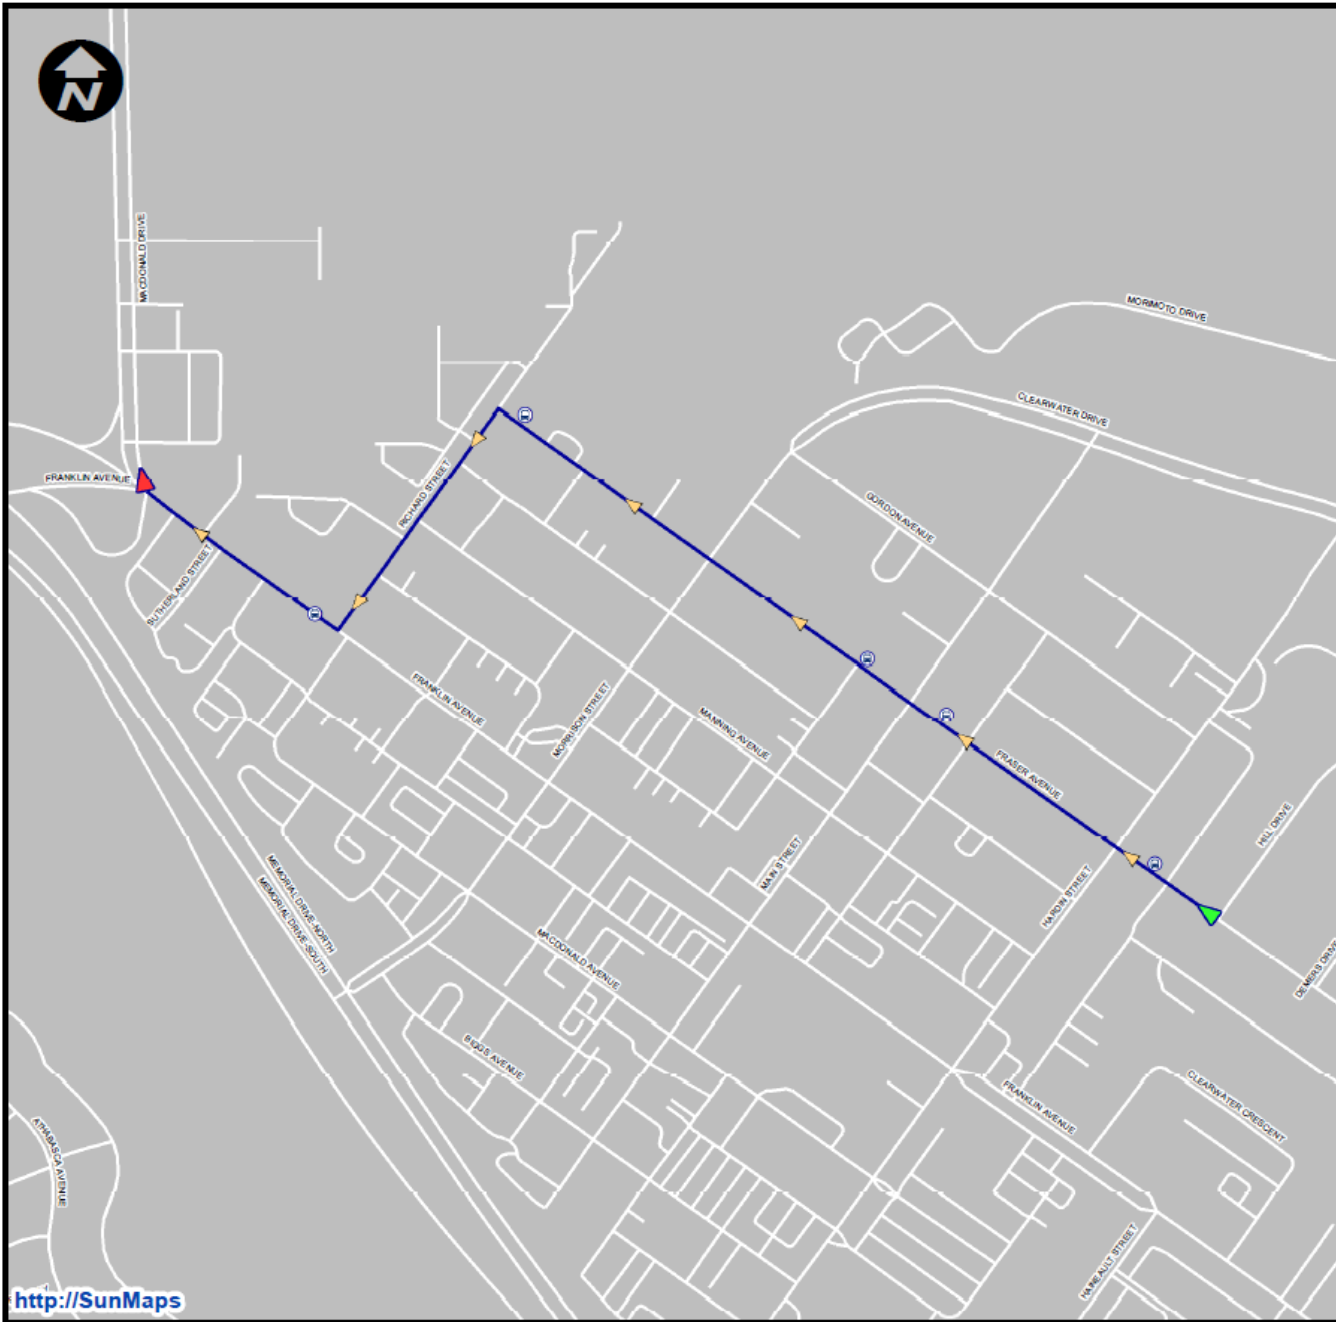 N
MACDONALD DRIVE
MORIMOTO DRIVE
CLEARWATER DRIVE
FRANKLIN AVENUE
RICHARD STREET
GORDON AVENUE
SUTHERLAND STREET
FRANKLIN AVENUE
MORRISON STREET
MANNING AVENUE
FRASER AVENUE
HILL DRIVE
MAIN STREET
HARDIN STREET
MEMORIAL DRIVE-NORTH
MEMORIAL DRIVE-SOUTH
MACDONALD AVENUE
DEMERS DRIVE
BIGGS AVENUE
FRANKLIN AVENUE
CLEARWATER CRESCENT
ATHABASCA AVENUE
HAINEAULT STREET
http://SunMaps